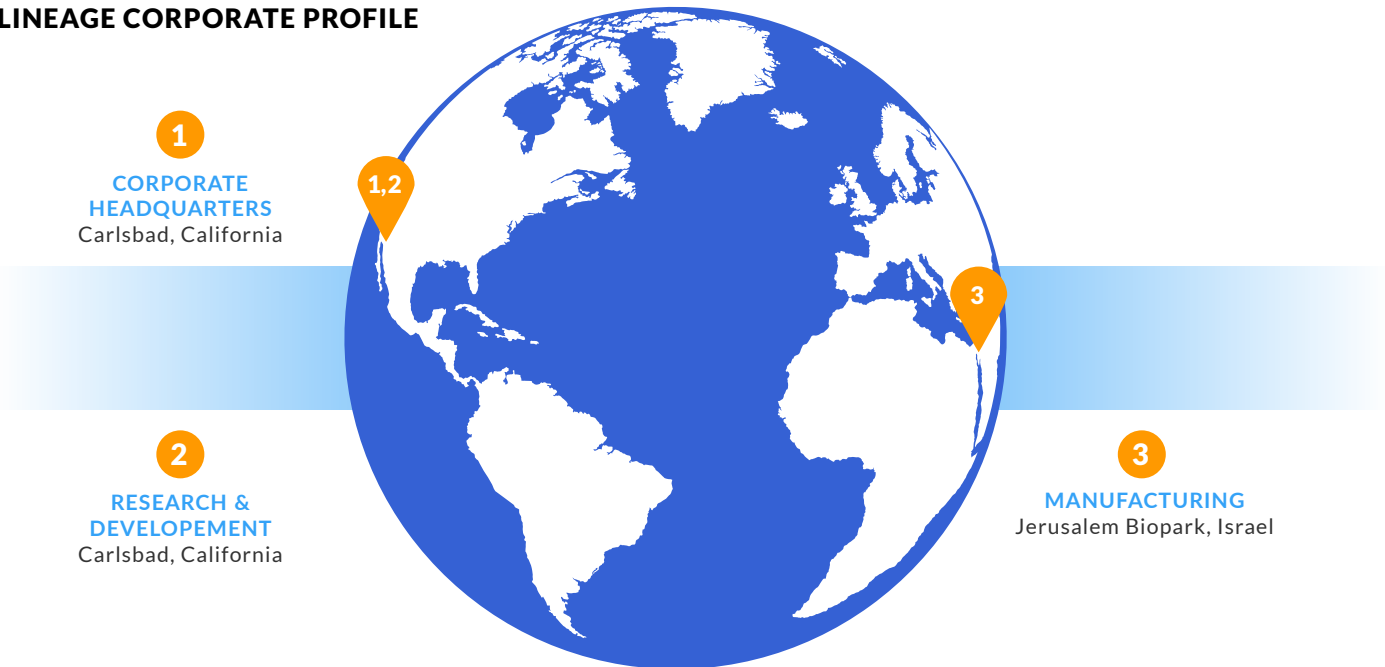 LINEAGE CORPORATE PROFILE
1
CORPORATE
HEADQUARTERS
Carlsbad, California
1,2
3
2
RESEARCH &
DEVELOPEMENT
Carlsbad, California
3
MANUFACTURING
Jerusalem Biopark, Israel